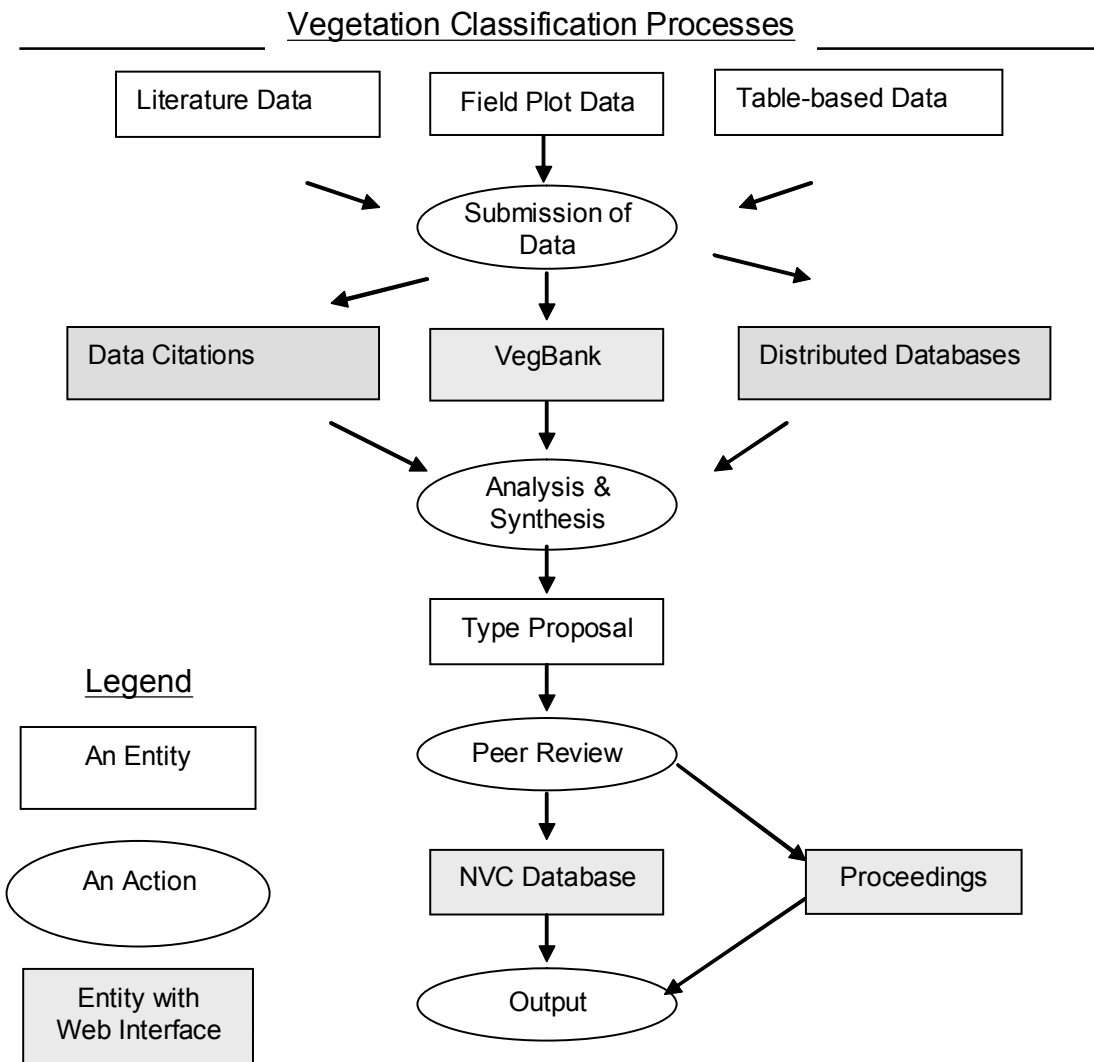 Vegetation Classification Processes
Literature Data
Field Plot Data
Table-based Data
Submission of
Data
Data Citations
VegBank
Distributed Databases
Analysis &
Synthesis
Type Proposal
Legend
An Entity
Peer Review
An Action
NVC Database
Proceedings
Entity with
Web Interface
Output